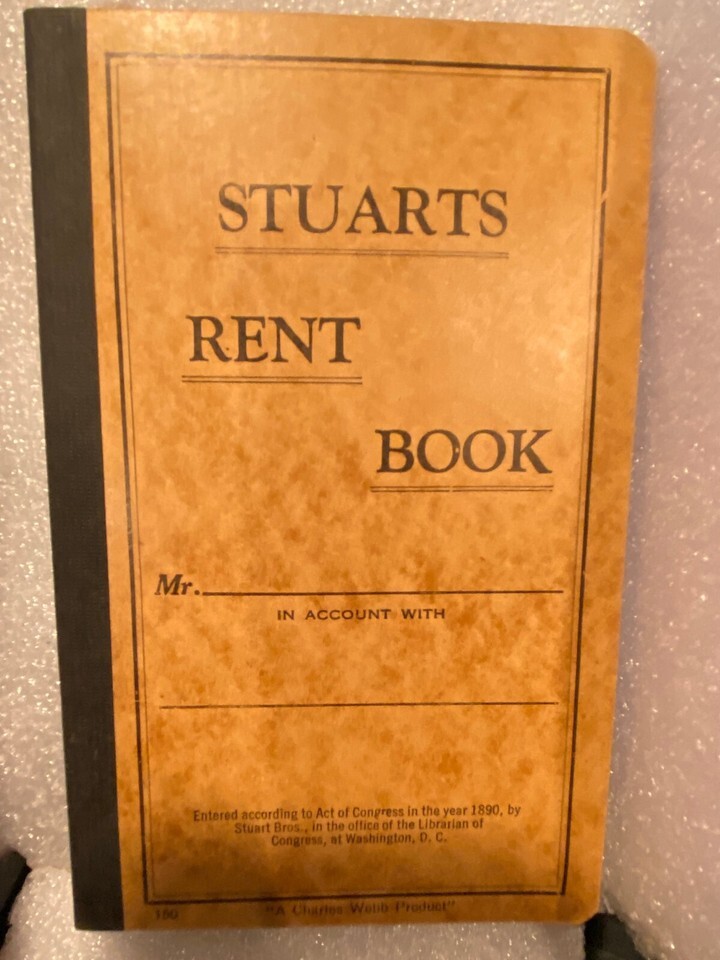 STUARTS
RENT
BOOK
Mr.
IN ACCOUNT WITH
Entered according to Act of Congress in the year 1890, by
Stuart Bros., in the office of the Librarian of
Congress, at Washington, D. C.
"A Charles Webb Product"